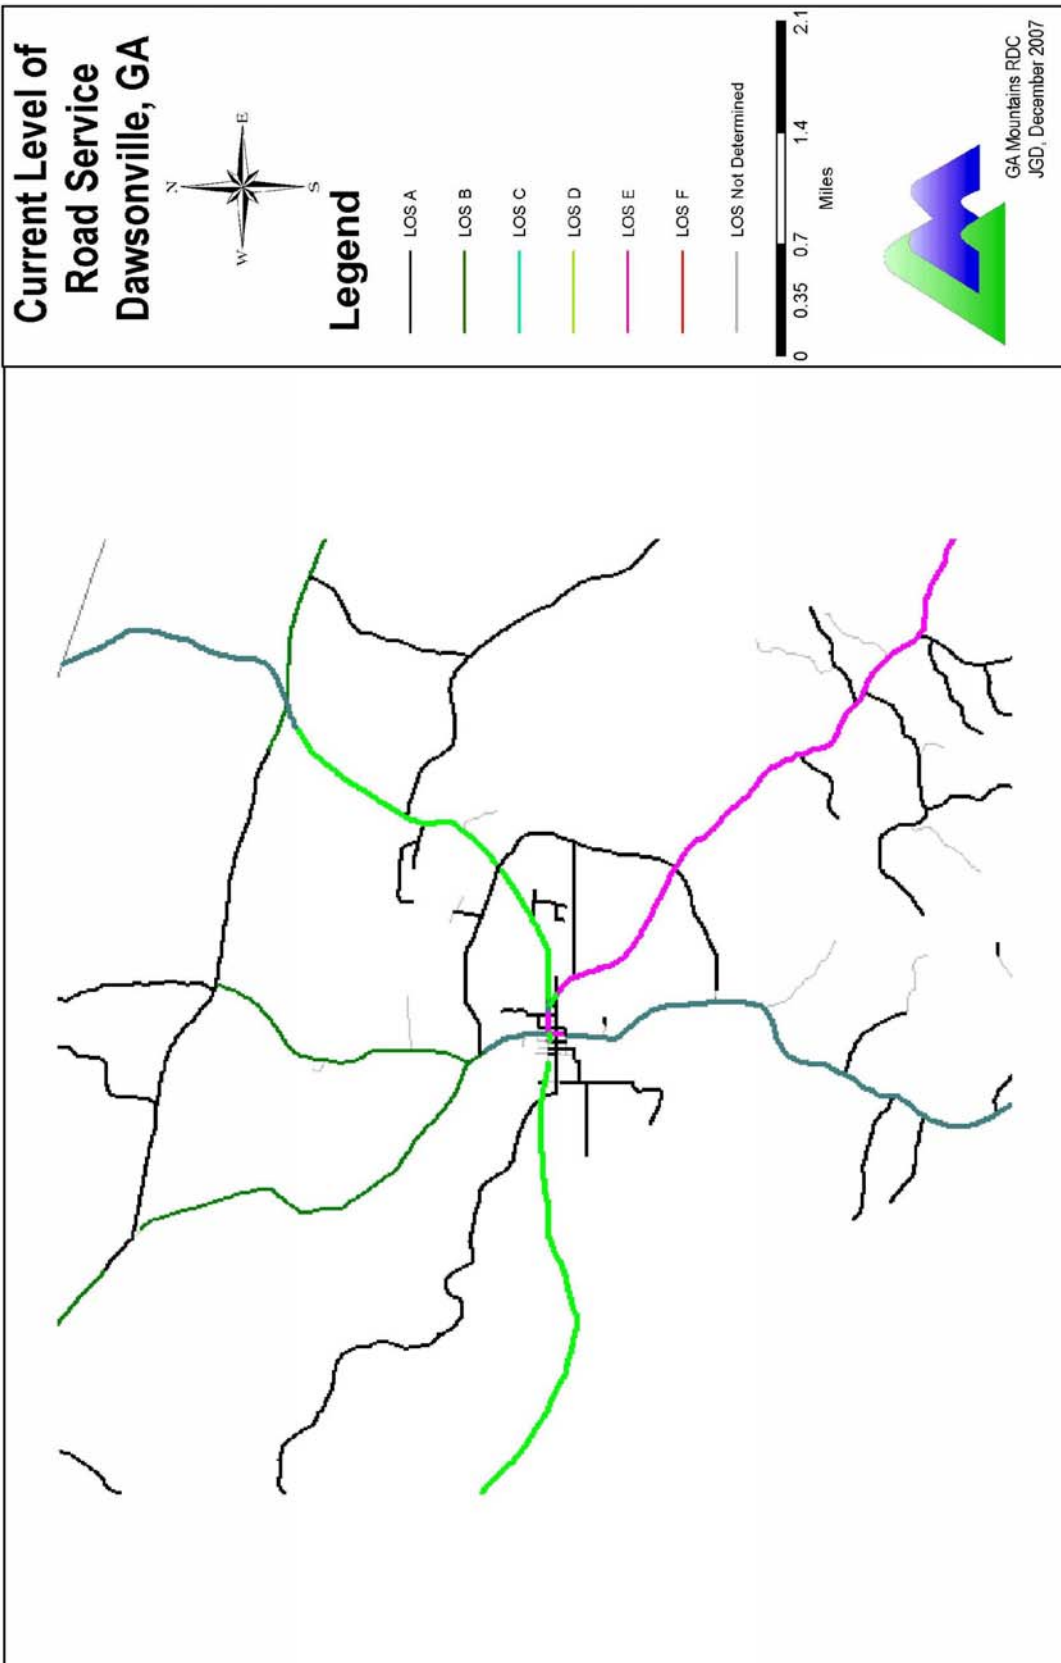 Current Level of
Road Service
Dawsonville, GA
N
W
E
S
Legend
LOS A
LOS B
LOS C
LOS D
LOS E
LOS F
LOS Not Determined
0 0.35 0.7 1.4 2.1
Miles
GA Mountains RDC
JGD, December 2007